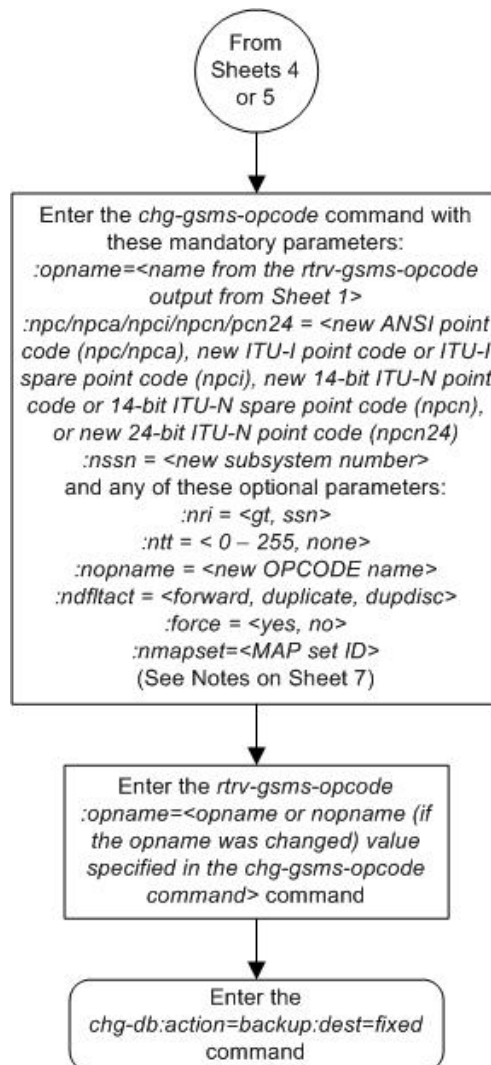 From
Sheets 4
or 5
Enter the chg-gsms-opcode command with
these mandatory parameters:
:opname=<name from the rtrv-gsms-opcode
output from Sheet 1>
:npc/npca/npci/npcn/pcn24 = <new ANSI point
code (npc/npca), new ITU-I point code or ITU-I
spare point code (npci), new 14-bit ITU-N point
code or 14-bit ITU-N spare point code (npcn),
or new 24-bit ITU-N point code (npcn24)
:nssn = <new subsystem number>
and any of these optional parameters:
:nri = <gt, ssn>
:ntt = < 0 – 255, none>
:nopname = <new OPCODE name>
:ndfltact = <forward, duplicate, dupdisc>
:force = <yes, no>
:nmapset=<MAP set ID>
(See Notes on Sheet 7)
Enter the rtrv-gsms-opcode
:opname=<opname or nopname (if
the opname was changed) value
specified in the chg-gsms-opcode
command> command
Enter the
chg-db:action=backup:dest=fixed
command